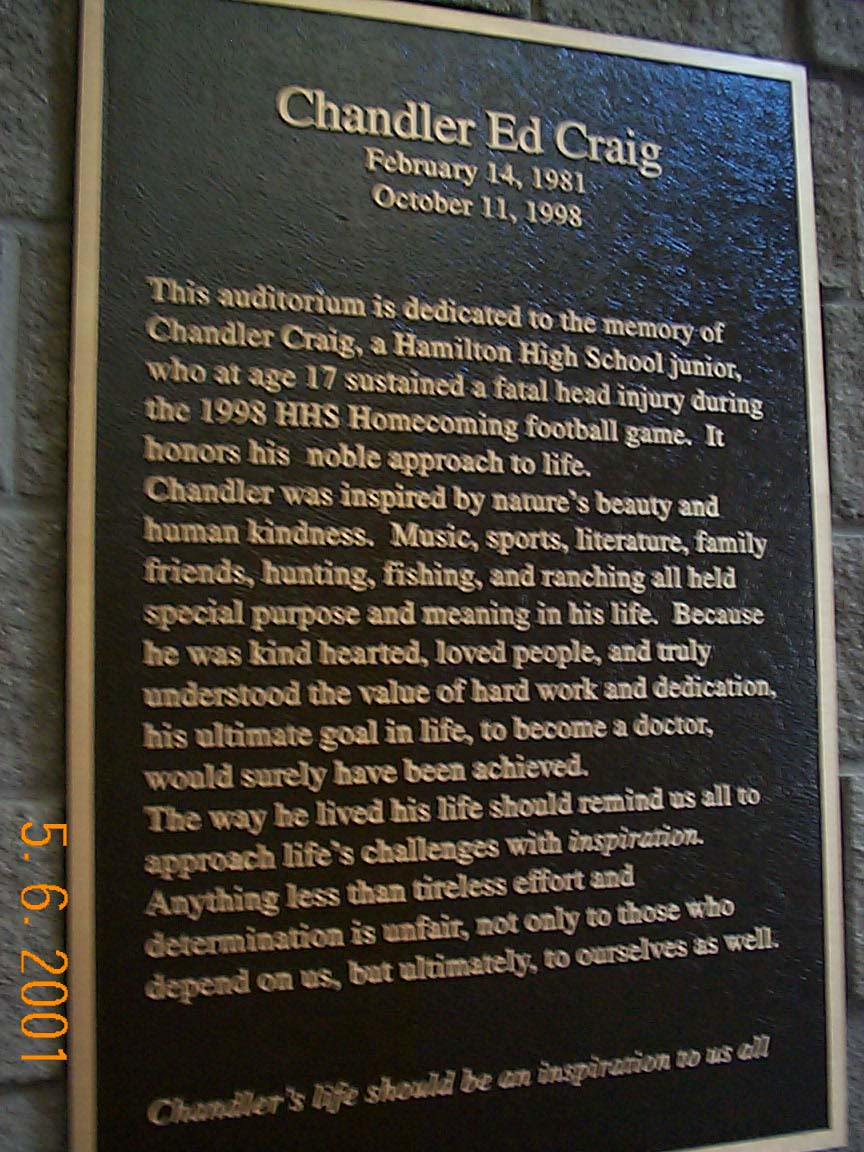 Chandler Ed Craig
February 14, 1981
October 11, 1998
This auditorium is dedicated to the memory of
Chandler Craig, a Hamilton High School junior,
who at age 17 sustained a fatal head injury during
the 1998 HHS Homecoming football game.  It
honors his  noble approach to life.
Chandler was inspired by nature's beauty and
human kindness.  Music, sports, literature, family
friends, hunting, fishing, and ranching all held
special purpose and meaning in his life.  Because
he was kind hearted, loved people, and truly
understood the value of hard work and dedication,
his ultimate goal in life, to become a doctor,
would surely have been achieved.
The way he lived his life should remind us all to
approach life's challenges with inspiration.
Anything less than tireless effort and
determination is unfair, not only to those who
depend on us, but ultimately, to ourselves as well.
Chandler's life should be an inspiration to us all
5. 6. 2001